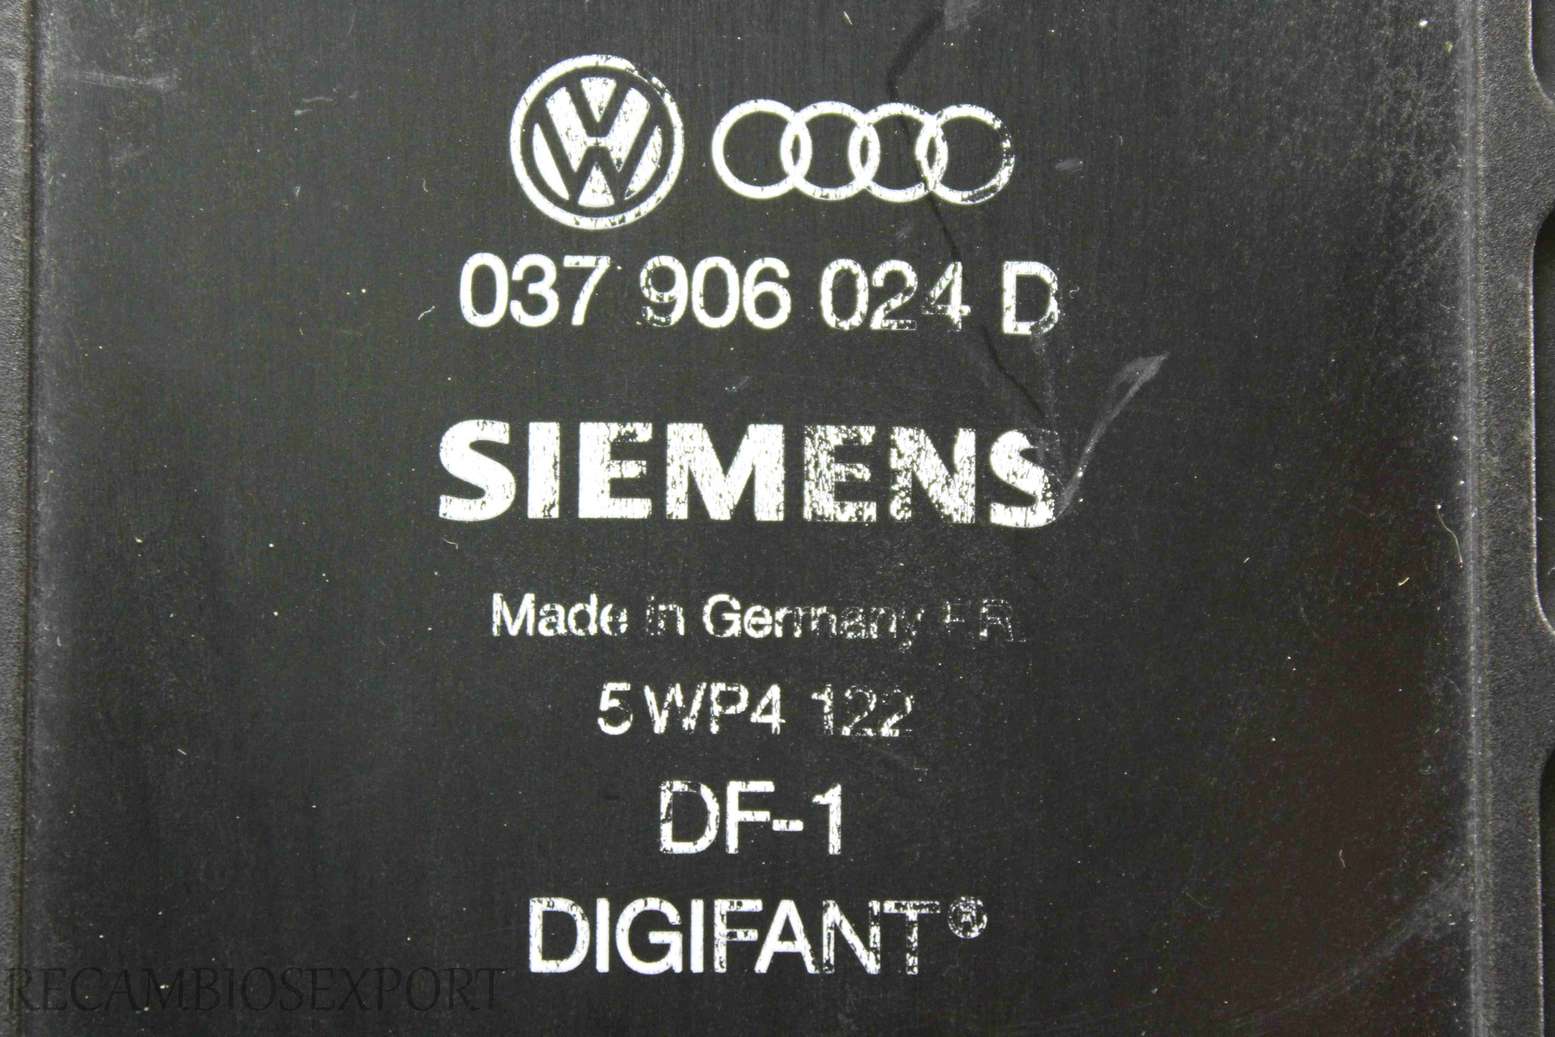 037 906 024 D
SIEMENS
Made in Germany F.R.
5WP4 122
DF-1
DIGIFANT®
RECAMBIOSEXPORT